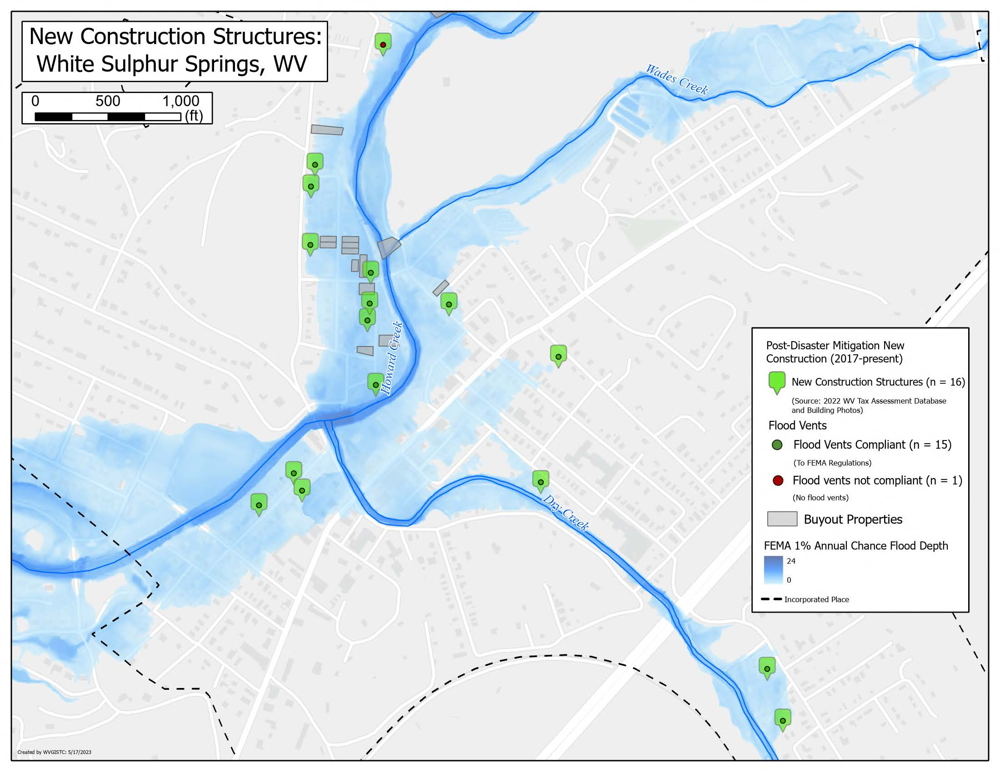 New Construction Structures:
White Sulphur Springs, WV
0 500 1,000
(ft)
Wades Creek
Howard Creek
Dry Creek
Post-Disaster Mitigation New
Construction (2017-present)
New Construction Structures (n = 16)
(Source: 2022 WV Tax Assessment Database
and Building Photos)
Flood Vents
Flood Vents Compliant (n = 15)
(To FEMA Regulations)
Flood vents not compliant (n = 1)
(No flood vents)
Buyout Properties
FEMA 1% Annual Chance Flood Depth
24
0
Incorporated Place
Created by WVGISTC: 5/17/2023